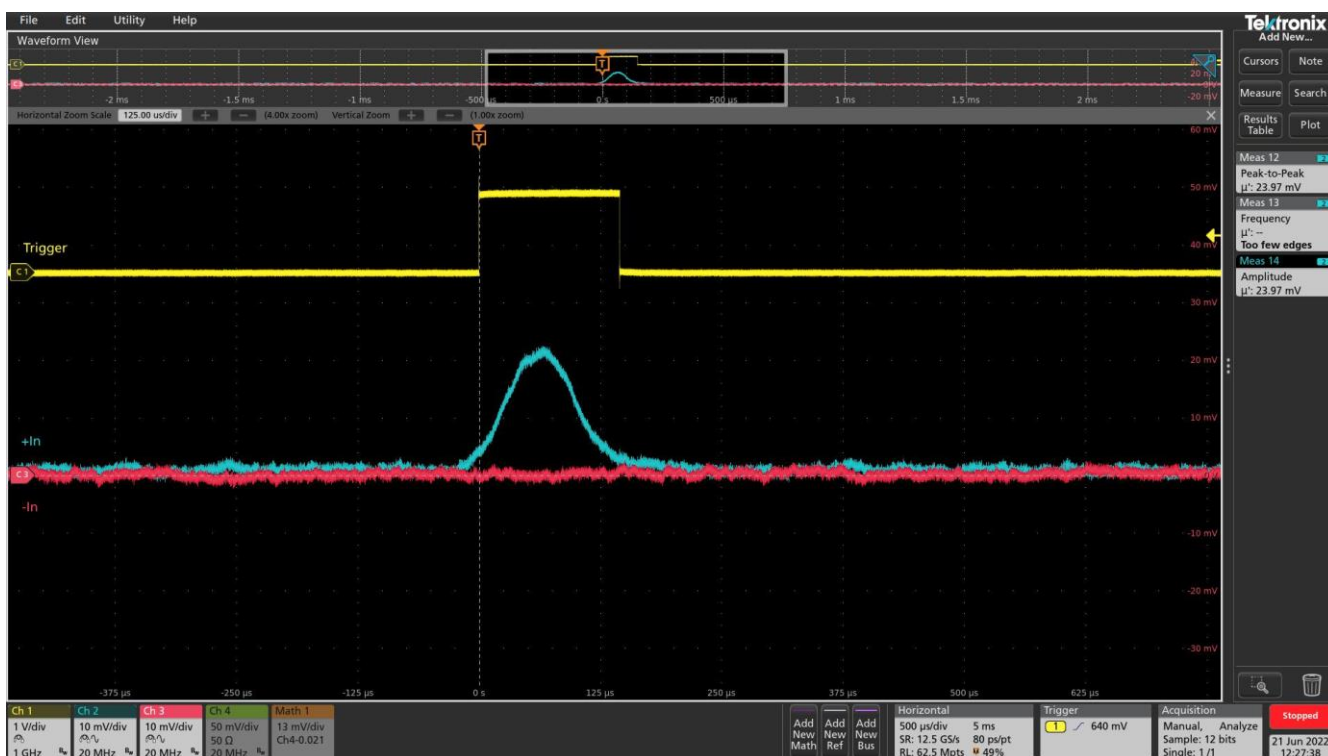 File Edit Utility Help
Tektronix
Waveform View
Add New...
Cursors Note
Measure Search
Results Table Plot
-2 ms -1.5 ms -1 ms -500 µs 0 s 500 µs 1 ms 1.5 ms 2 ms
20 mV
-20 mV
Horizontal Zoom Scale 125.00 us/div + - (4.00x zoom) Vertical Zoom + - (1.00x zoom)
T
T
60 mV
50 mV
40 mV
30 mV
20 mV
10 mV
-10 mV
-20 mV
-30 mV
Trigger
C 1
+In
C 3
-In
-375 µs -250 µs -125 µs 0 s 125 µs 250 µs 375 µs 500 µs 625 µs
Meas 12 2
Peak-to-Peak
µ': 23.97 mV
Meas 13 2
Frequency
µ': --
Too few edges
Meas 14 2
Amplitude
µ': 23.97 mV
Ch 1
1 V/div
1 GHz
Ch 2
10 mV/div
20 MHz
Ch 3
10 mV/div
20 MHz
Ch 4
50 mV/div
50 Ω
20 MHz
Math 1
13 mV/div
Ch4-0.021
Add New Math
Add New Ref
Add New Bus
Horizontal
500 µs/div 5 ms
SR: 12.5 GS/s 80 ps/pt
RL: 62.5 Mpts 49%
Trigger
1 640 mV
Acquisition
Manual, Analyze
Sample: 12 bits
Single: 1/1
Stopped
21 Jun 2022
12:27:38